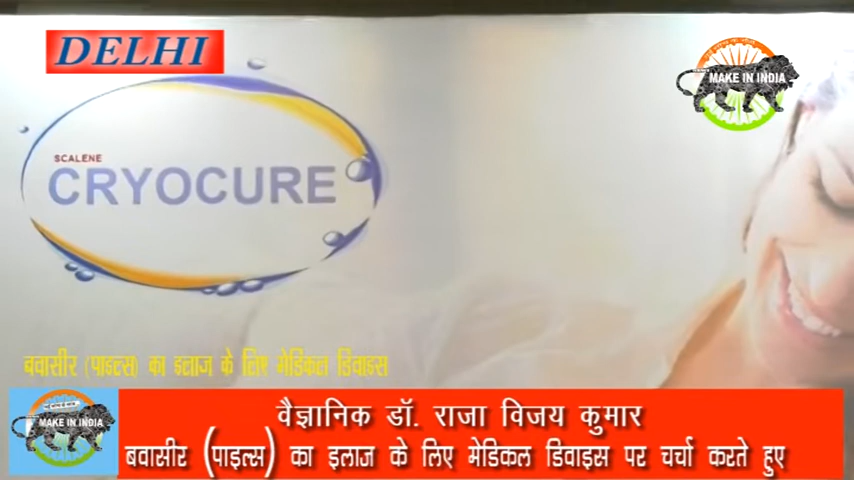 DELHI
MAKE IN INDIA
SCALENE
CRYOCURE
बवासीर (पाइल्स) का इलाज के लिए मेडिकल डिवाइस
MAKE IN INDIA
वैज्ञानिक डॉ. राजा विजय कुमार
बवासीर (पाइल्स) का इलाज के लिए मेडिकल डिवाइस पर चर्चा करते हुए